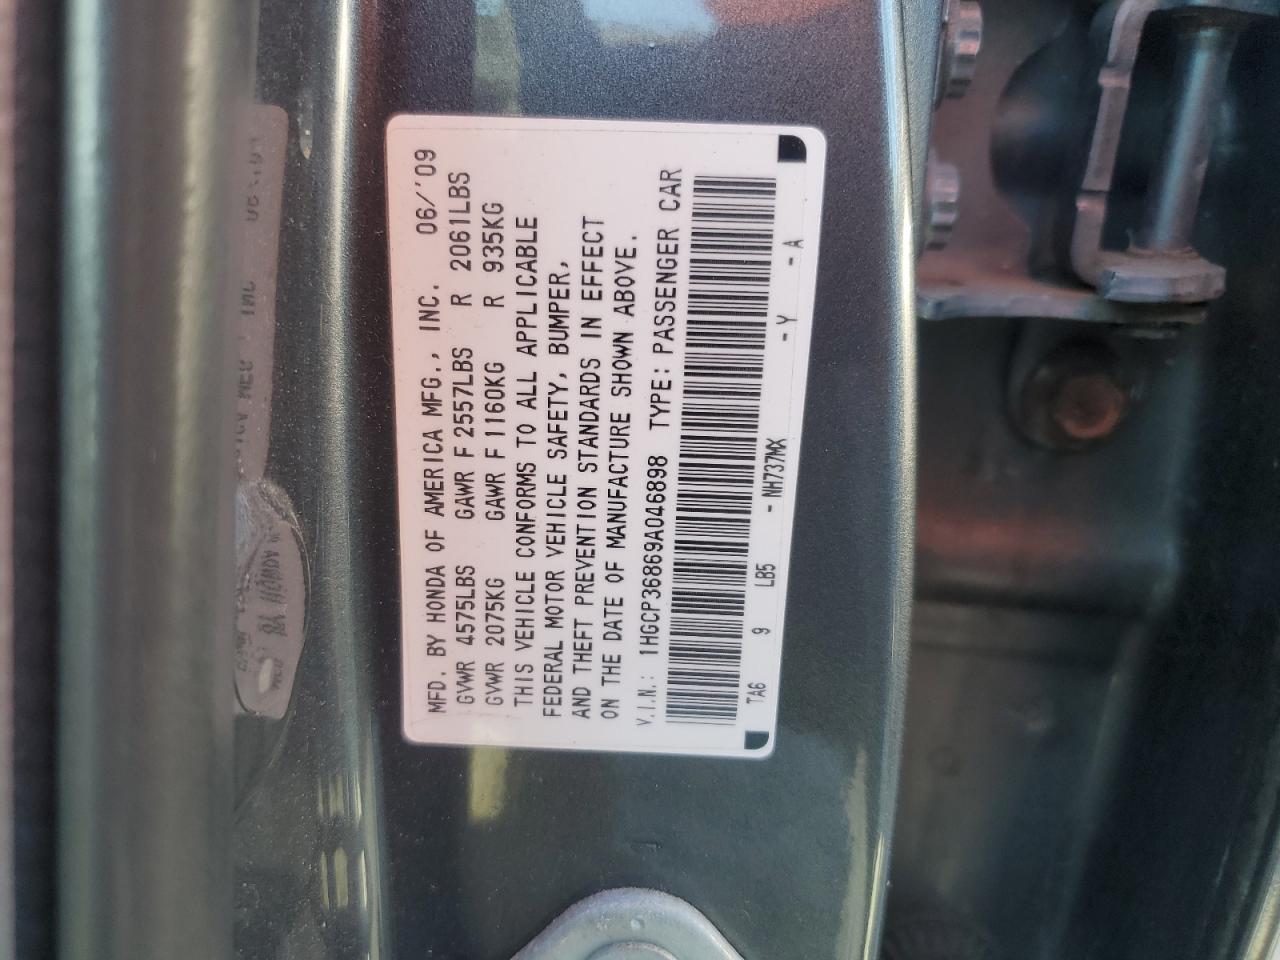 MFD. BY HONDA OF AMERICA MFG., INC. 06/'09
GVWR 4575LBS GAWR F 2557LBS R 2061LBS
GVWR 2075KG GAWR F 1160KG R 935KG
THIS VEHICLE CONFORMS TO ALL APPLICABLE
FEDERAL MOTOR VEHICLE SAFETY, BUMPER,
AND THEFT PREVENTION STANDARDS IN EFFECT
ON THE DATE OF MANUFACTURE SHOWN ABOVE.
V.I.N.: 1HGCP36869A046898 TYPE: PASSENGER CAR
TA6 9 LB5 - NH737MX - Y - A